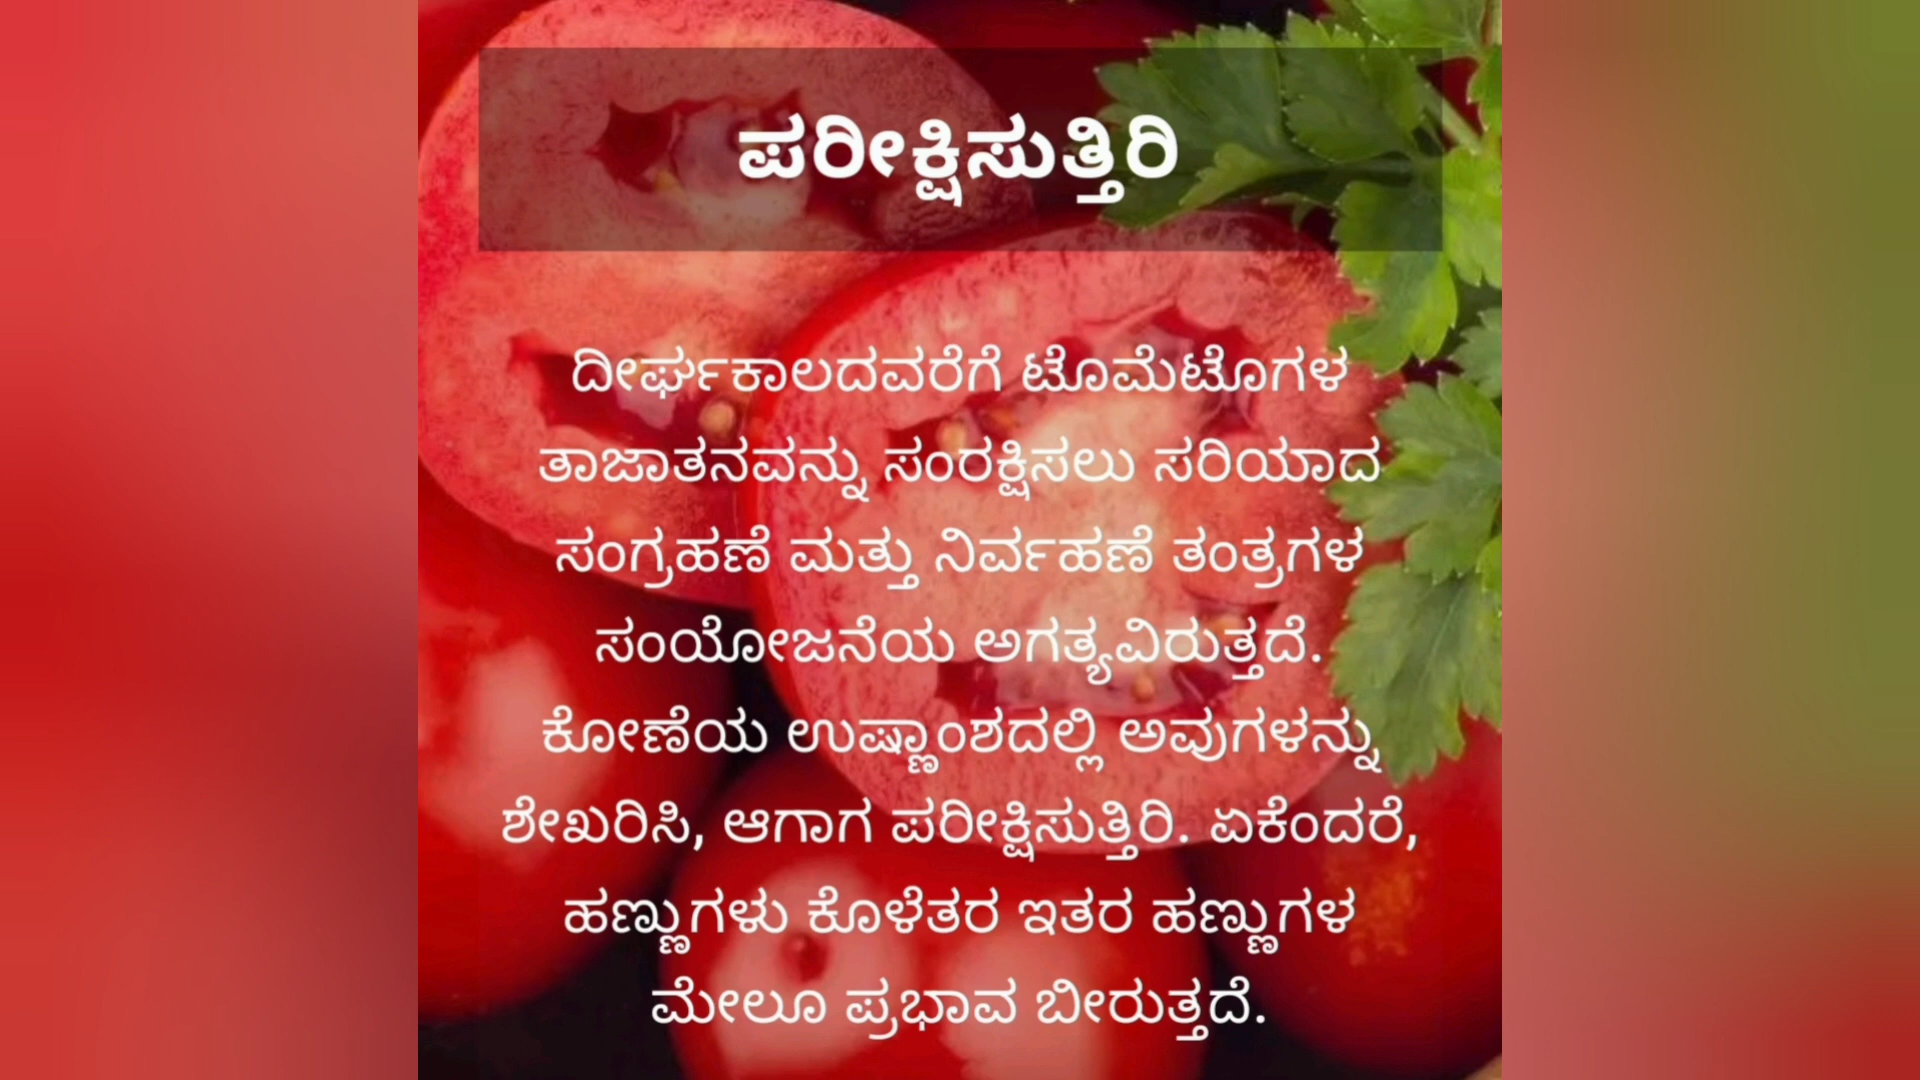 ಪರೀಕ್ಷಿಸುತ್ತಿರಿ
ದೀರ್ಘಕಾಲದವರೆಗೆ ಟೊಮೆಟೊಗಳ
ತಾಜಾತನವನ್ನು ಸಂರಕ್ಷಿಸಲು ಸರಿಯಾದ
ಸಂಗ್ರಹಣೆ ಮತ್ತು ನಿರ್ವಹಣೆ ತಂತ್ರಗಳ
ಸಂಯೋಜನೆಯ ಅಗತ್ಯವಿರುತ್ತದೆ.
ಕೋಣೆಯ ಉಷ್ಣಾಂಶದಲ್ಲಿ ಅವುಗಳನ್ನು
ಶೇಖರಿಸಿ, ಆಗಾಗ ಪರೀಕ್ಷಿಸುತ್ತಿರಿ. ಏಕೆಂದರೆ,
ಹಣ್ಣುಗಳು ಕೊಳೆತರ ಇತರ ಹಣ್ಣುಗಳ
ಮೇಲೂ ಪ್ರಭಾವ ಬೀರುತ್ತದೆ.